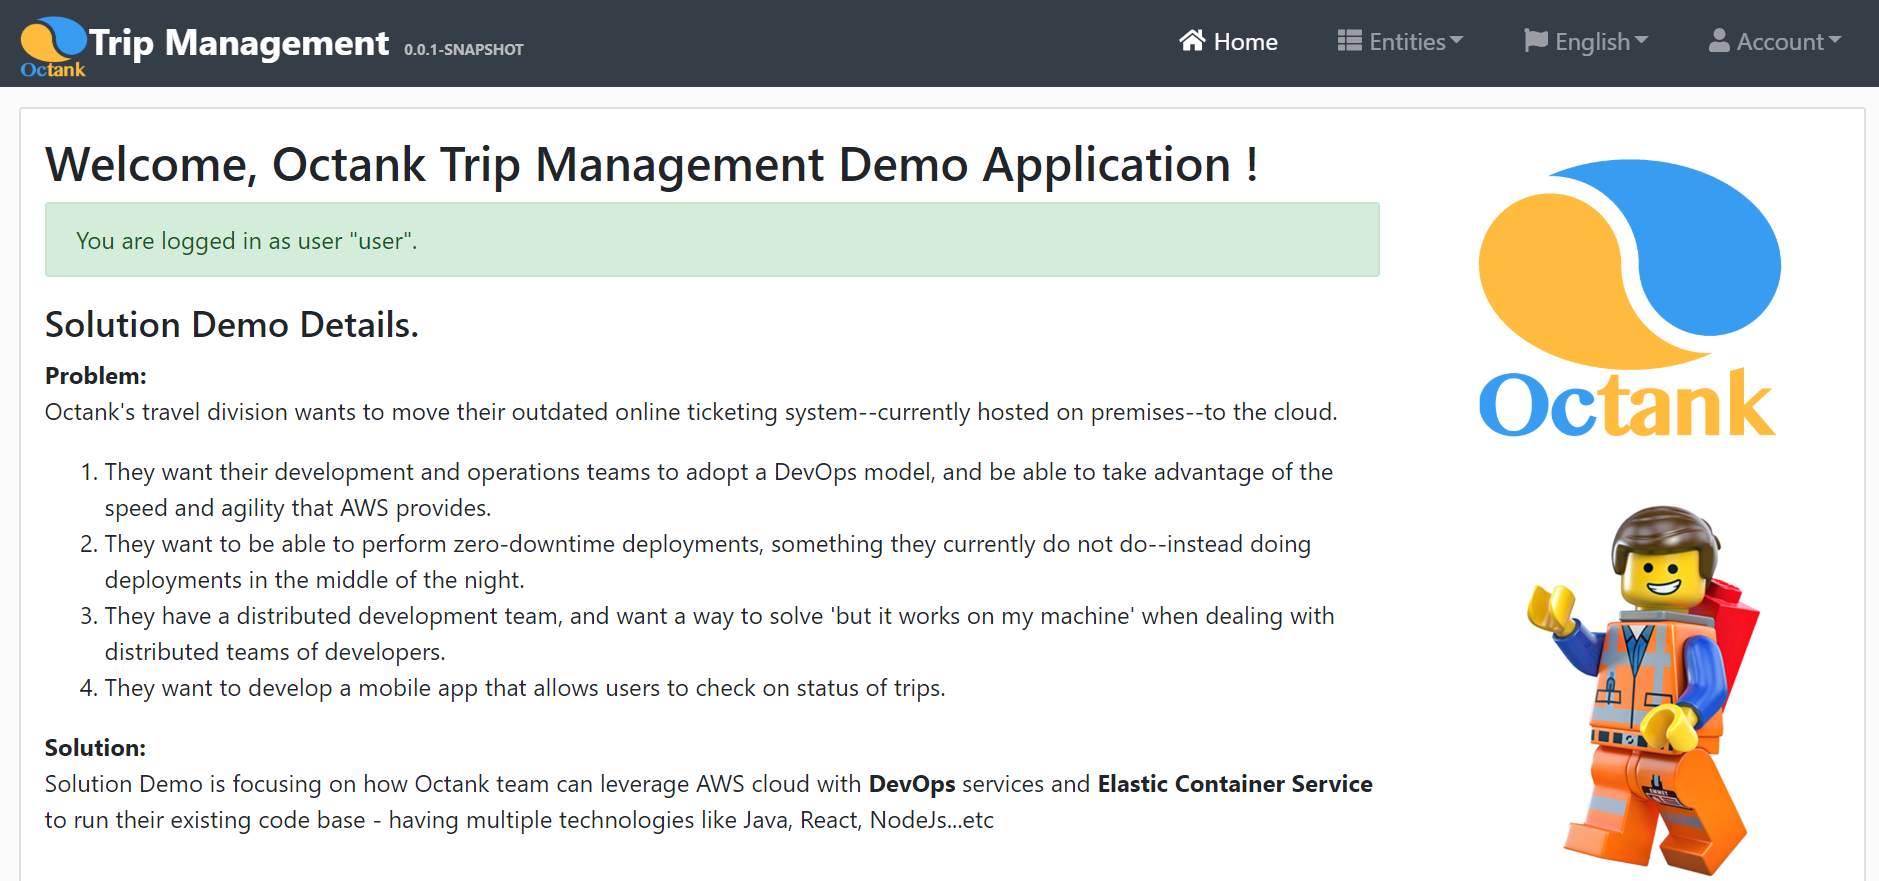 Octank
Trip Management 0.0.1-SNAPSHOT
Home
Entities
English
Account
Welcome, Octank Trip Management Demo Application !
You are logged in as user "user".
Solution Demo Details.
Problem:
Octank's travel division wants to move their outdated online ticketing system--currently hosted on premises--to the cloud.
1. They want their development and operations teams to adopt a DevOps model, and be able to take advantage of the
speed and agility that AWS provides.
2. They want to be able to perform zero-downtime deployments, something they currently do not do--instead doing
deployments in the middle of the night.
3. They have a distributed development team, and want a way to solve 'but it works on my machine' when dealing with
distributed teams of developers.
4. They want to develop a mobile app that allows users to check on status of trips.
Solution:
Solution Demo is focusing on how Octank team can leverage AWS cloud with DevOps services and Elastic Container Service
to run their existing code base - having multiple technologies like Java, React, NodeJs...etc
Octank
EMMET